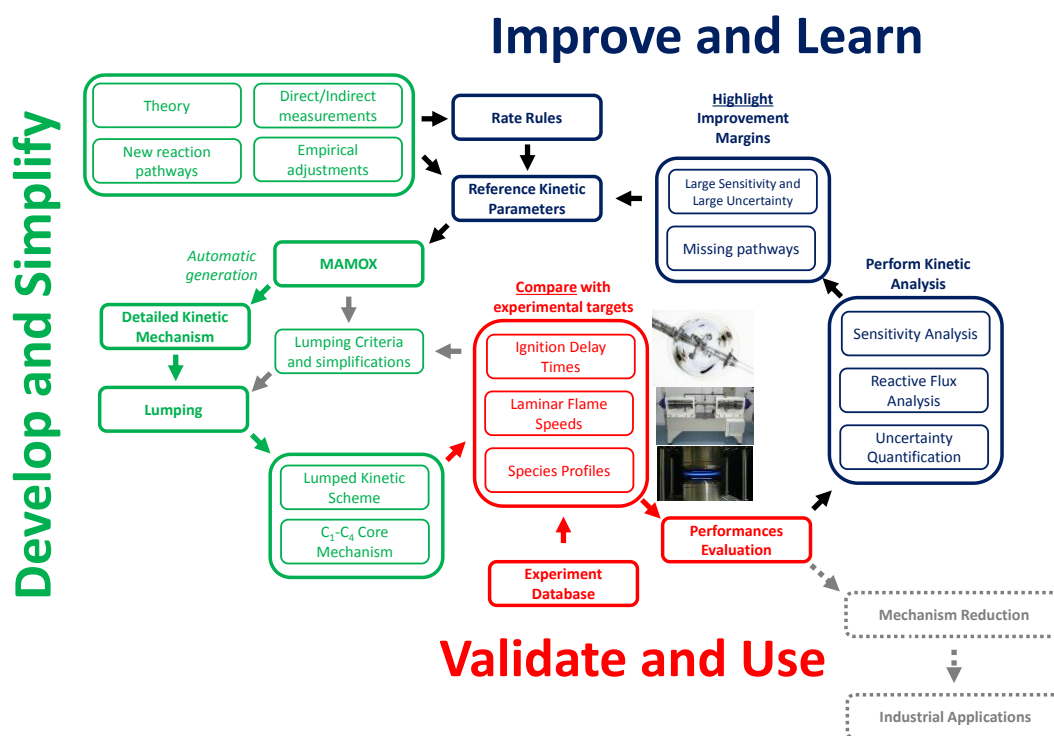 Improve and Learn
Develop and Simplify
Theory
Direct/Indirect
measurements
New reaction
pathways
Empirical
adjustments
Rate Rules
Reference Kinetic
Parameters
Highlight
Improvement
Margins
Large Sensitivity and
Large Uncertainty
Missing pathways
Automatic
generation
MAMOX
Detailed Kinetic
Mechanism
Lumping Criteria
and simplifications
Lumping
Lumped Kinetic
Scheme
C₁-C₄ Core
Mechanism
Compare with
experimental targets
Ignition Delay
Times
Laminar Flame
Speeds
Species Profiles
Experiment
Database
Perform Kinetic
Analysis
Sensitivity Analysis
Reactive Flux
Analysis
Uncertainty
Quantification
Performances
Evaluation
Mechanism Reduction
Industrial Applications
Validate and Use